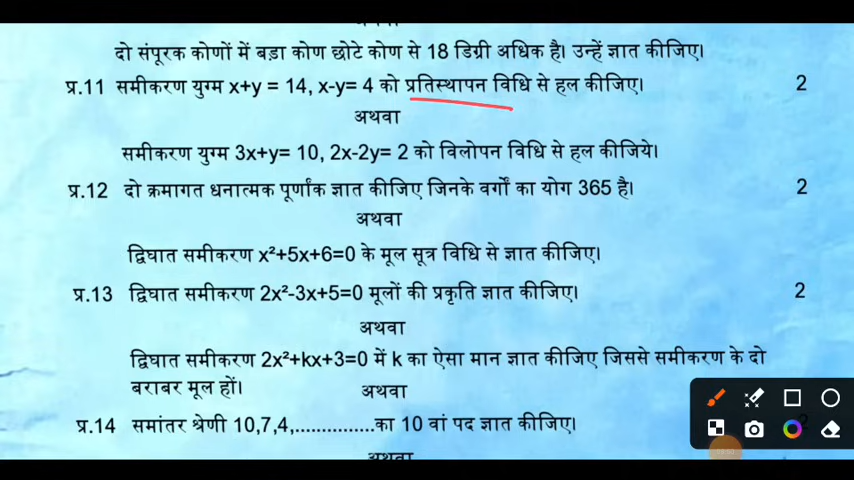 दो संपूरक कोणों में बड़ा कोण छोटे कोण से 18 डिग्री अधिक है। उन्हें ज्ञात कीजिए।
प्र.11 समीकरण युग्म x+y = 14, x-y= 4 को प्रतिस्थापन विधि से हल कीजिए। 2
अथवा
समीकरण युग्म 3x+y= 10, 2x-2y= 2 को विलोपन विधि से हल कीजिये।
प्र.12 दो क्रमागत धनात्मक पूर्णांक ज्ञात कीजिए जिनके वर्गों का योग 365 है। 2
अथवा
द्विघात समीकरण x²+5x+6=0 के मूल सूत्र विधि से ज्ञात कीजिए।
प्र.13 द्विघात समीकरण 2x²-3x+5=0 मूलों की प्रकृति ज्ञात कीजिए। 2
अथवा
द्विघात समीकरण 2x²+kx+3=0 में k का ऐसा मान ज्ञात कीजिए जिससे समीकरण के दो
बराबर मूल हों।
अथवा
प्र.14 समांतर श्रेणी 10,7,4,...............का 10 वां पद ज्ञात कीजिए। 2
अथवा